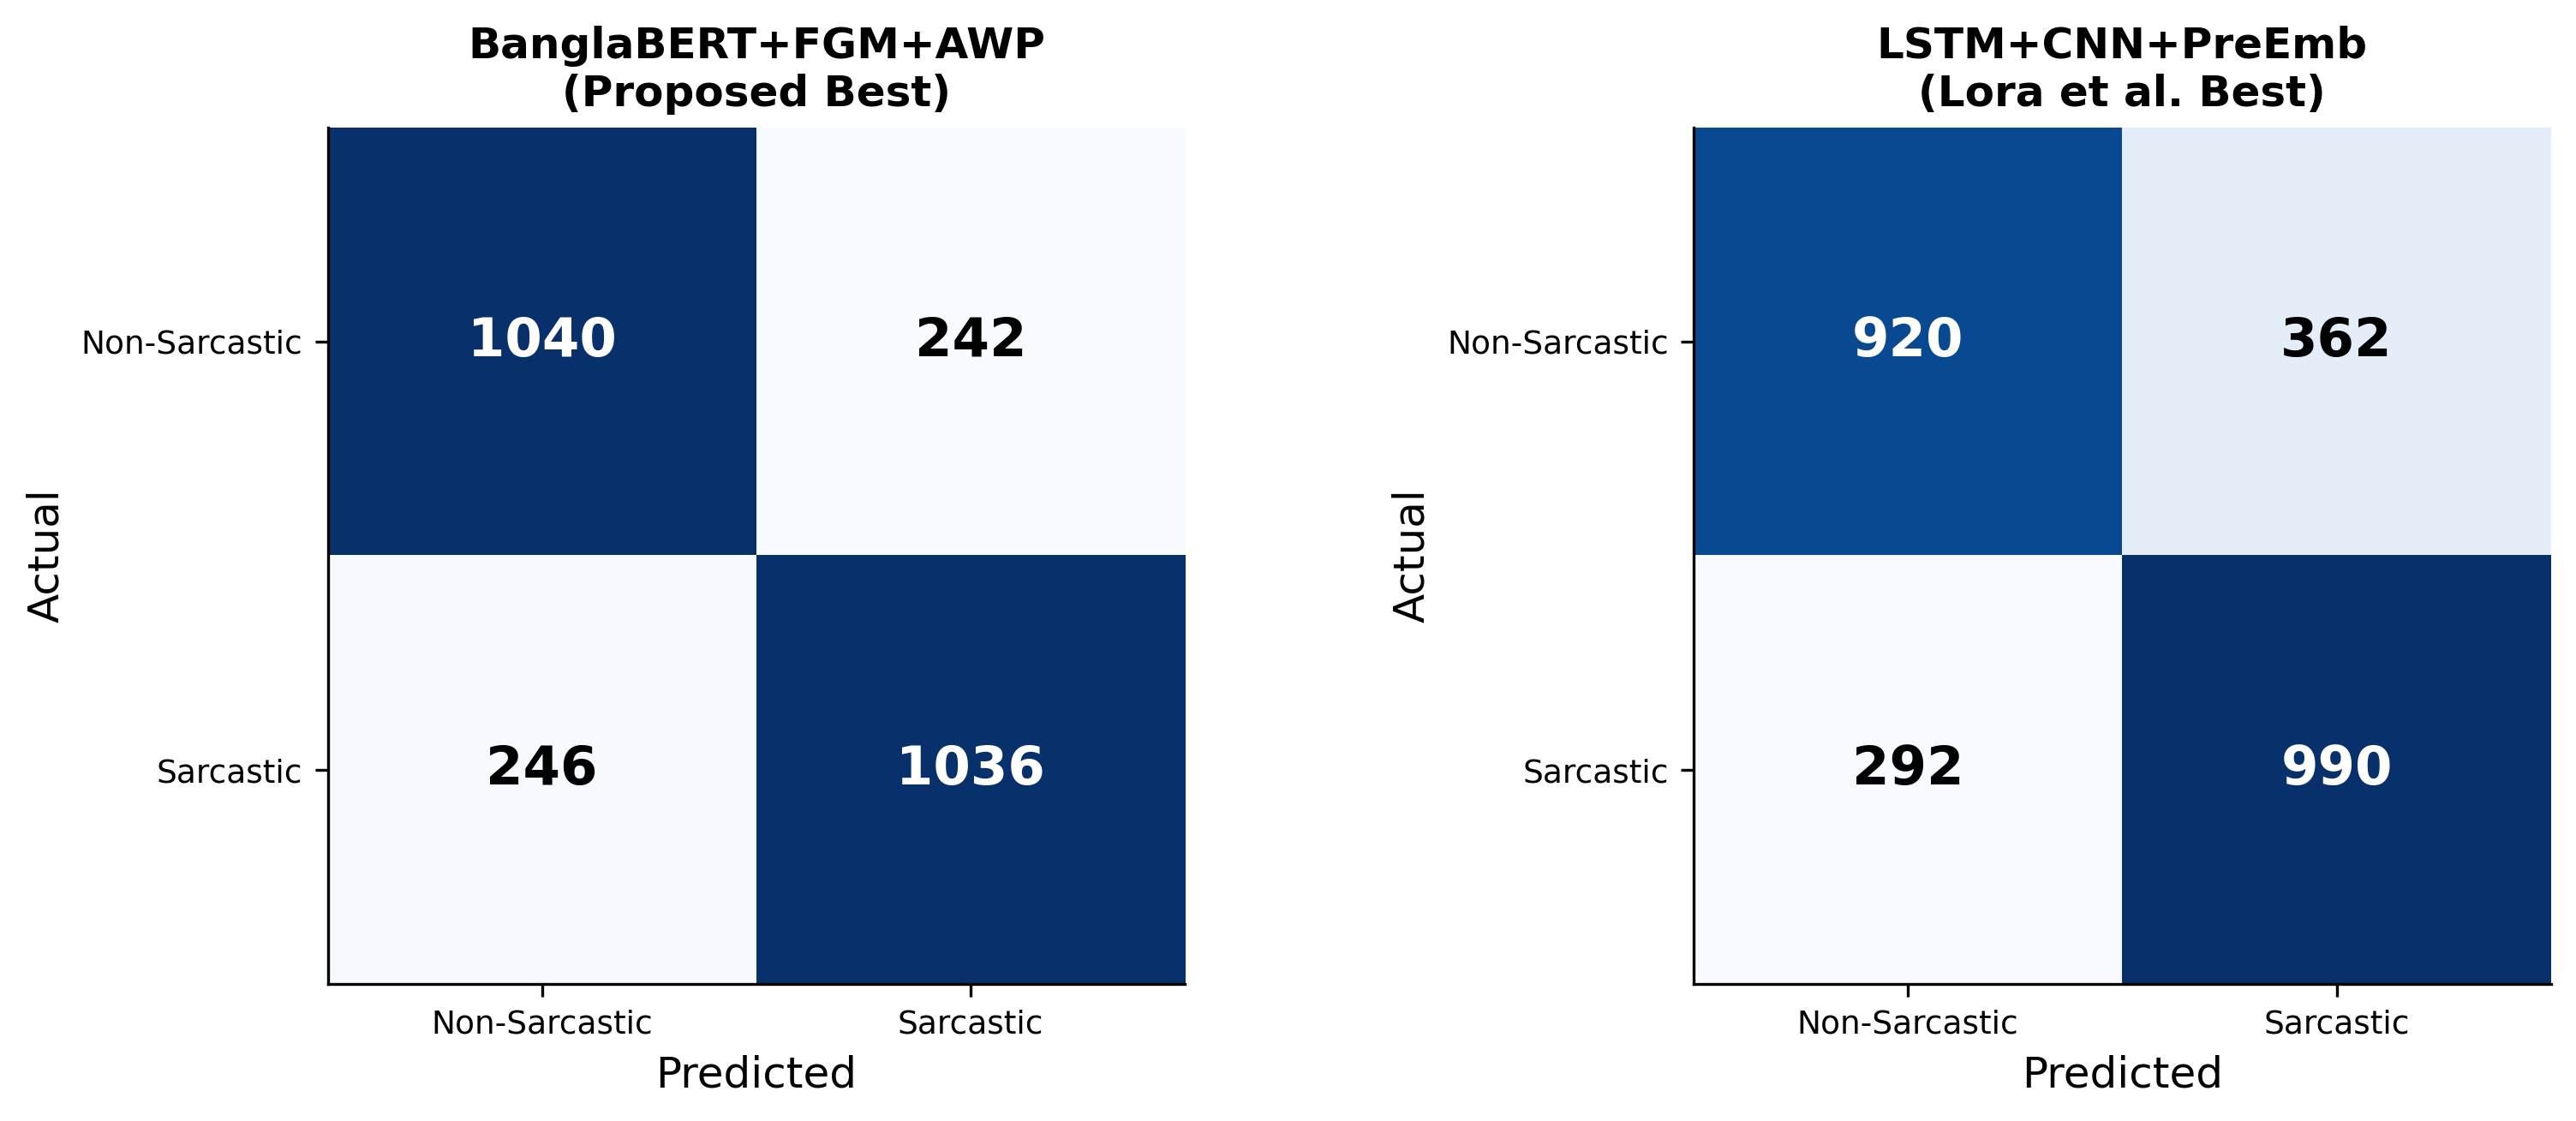 BanglaBERT+FGM+AWP
(Proposed Best)
Actual
Non-Sarcastic
1040
242
Sarcastic
246
1036
Non-Sarcastic
Sarcastic
Predicted
LSTM+CNN+PreEmb
(Lora et al. Best)
Actual
Non-Sarcastic
920
362
Sarcastic
292
990
Non-Sarcastic
Sarcastic
Predicted